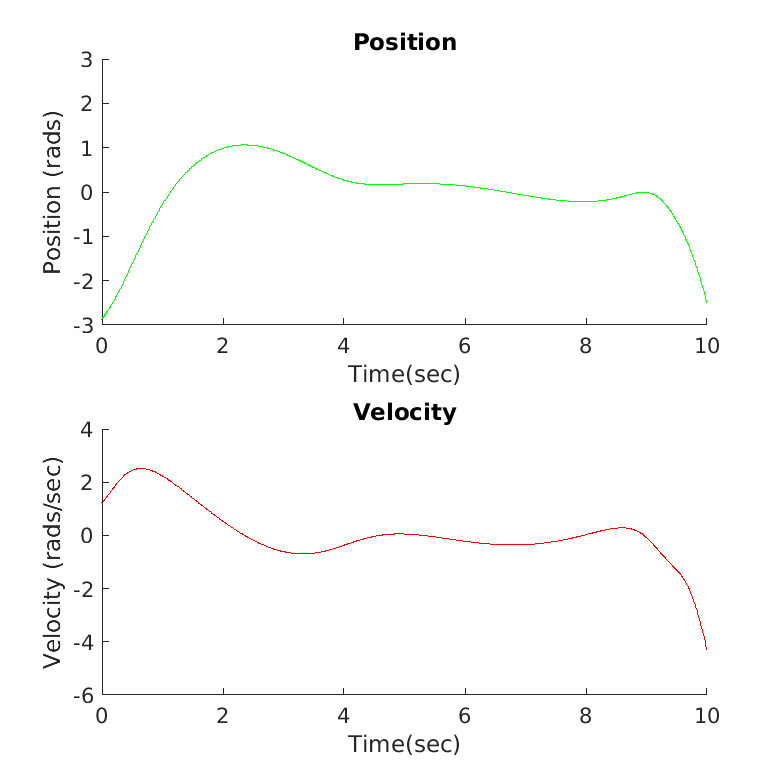 Position
3
2
1
0
-1
-2
-3
Position (rads)
0 2 4 6 8 10
Time(sec)
Velocity
4
2
0
-2
-4
-6
Velocity (rads/sec)
0 2 4 6 8 10
Time(sec)